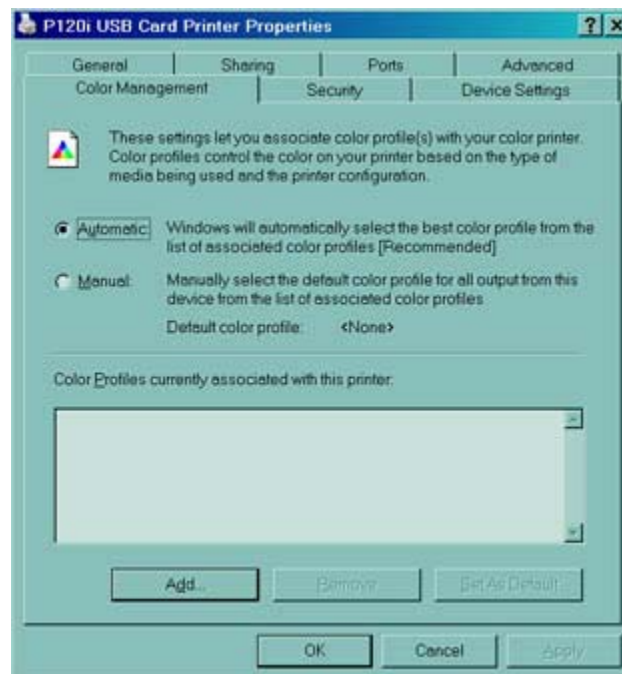 P120i USB Card Printer Properties
General Sharing Ports Advanced
Color Management Security Device Settings
These settings let you associate color profile(s) with your color printer.
Color profiles control the color on your printer based on the type of
media being used and the printer configuration.
Automatic: Windows will automatically select the best color profile from the
list of associated color profiles [Recommended]
Manual: Manually select the default color profile for all output from this
device from the list of associated color profiles
Default color profile: <None>
Color Profiles currently associated with this printer:
Add... Remove Set As Default...
OK Cancel Apply